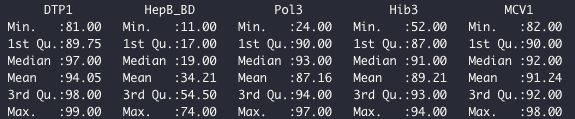 DTP1 HepB_BD Pol3 Hib3 MCV1
Min. :81.00 Min. :11.00 Min. :24.00 Min. :52.00 Min. :82.00
1st Qu.:89.75 1st Qu.:17.00 1st Qu.:90.00 1st Qu.:87.00 1st Qu.:90.00
Median :97.00 Median :19.00 Median :93.00 Median :91.00 Median :92.00
Mean :94.05 Mean :34.21 Mean :87.16 Mean :89.21 Mean :91.24
3rd Qu.:98.00 3rd Qu.:54.50 3rd Qu.:94.00 3rd Qu.:93.00 3rd Qu.:92.00
Max. :99.00 Max. :74.00 Max. :97.00 Max. :94.00 Max. :98.00